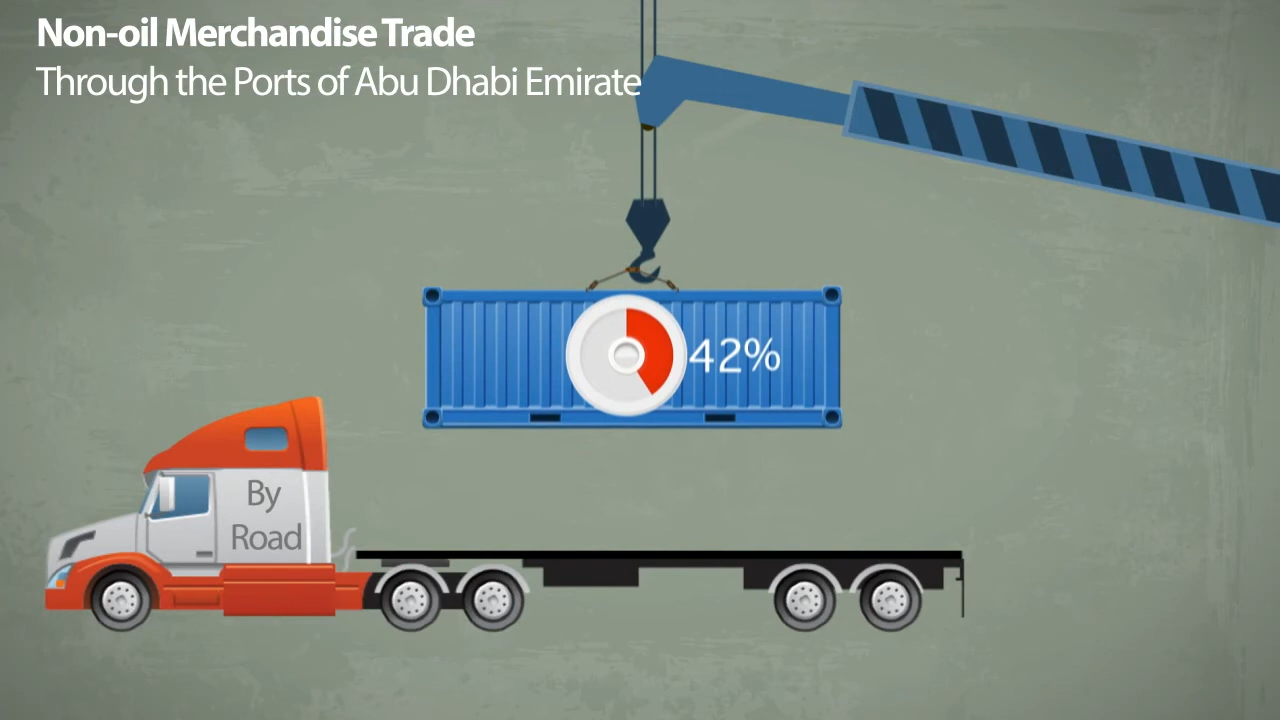 Non-oil Merchandise Trade
Through the Ports of Abu Dhabi Emirate
42%
By
Road